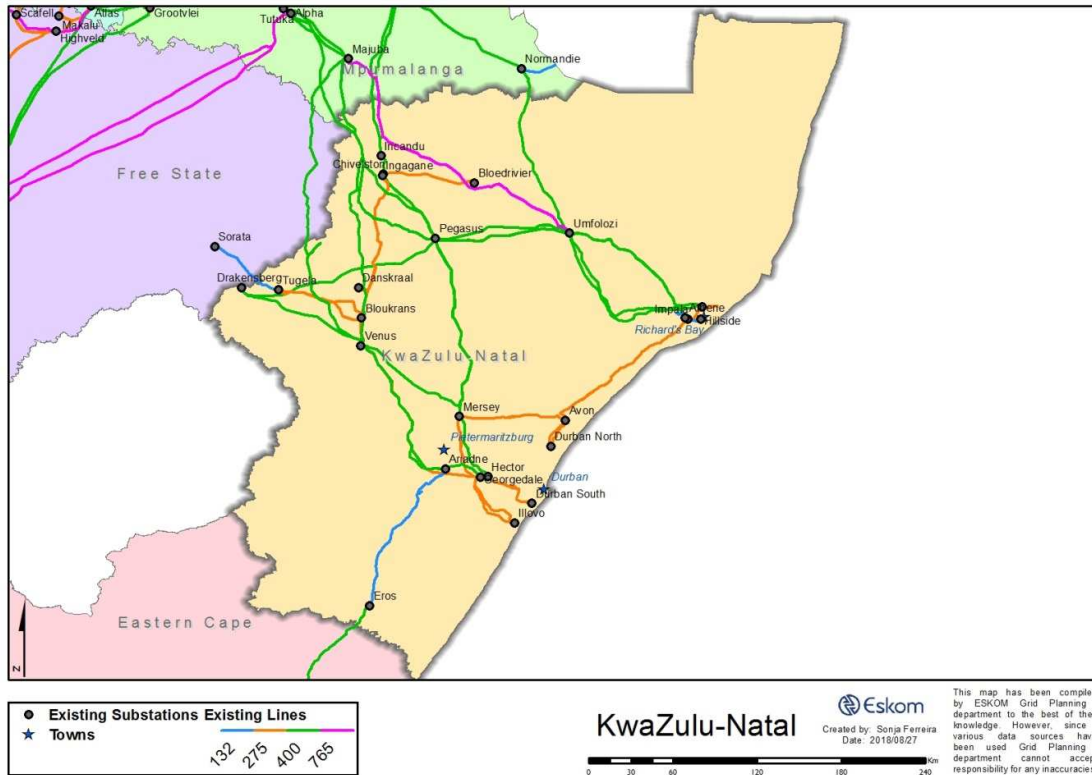 Scafell
Atlas
Grootvlei
Makalu
Highveld
Tutuka
Alpha
Majuba
Mpumalanga
Normandie
Incandu
Chivelston
Ingagane
Bloedrivier
Free State
Pegasus
Umfolozi
Sorata
Drakensberg
Tugela
Danskraal
Bloukrans
Impala
Hillside
Richard's Bay
Venus
KwaZulu-Natal
Mersey
Avon
Pietermaritzburg
Durban North
Ariadne
Hector
Georgedale
Durban
Durban South
Illovo
Eros
Eastern Cape
N
Existing Substations Existing Lines
Towns
132
275
400
765
KwaZulu-Natal
Eskom
Created by: Sonja Ferreira
Date: 2018/08/27
Km
0 30 60 120 180 240
This map has been compile
by ESKOM Grid Planning
department to the best of the
knowledge. However, since
various data sources hav
been used Grid Planning
department cannot acce
responsibility for any inaccuracies